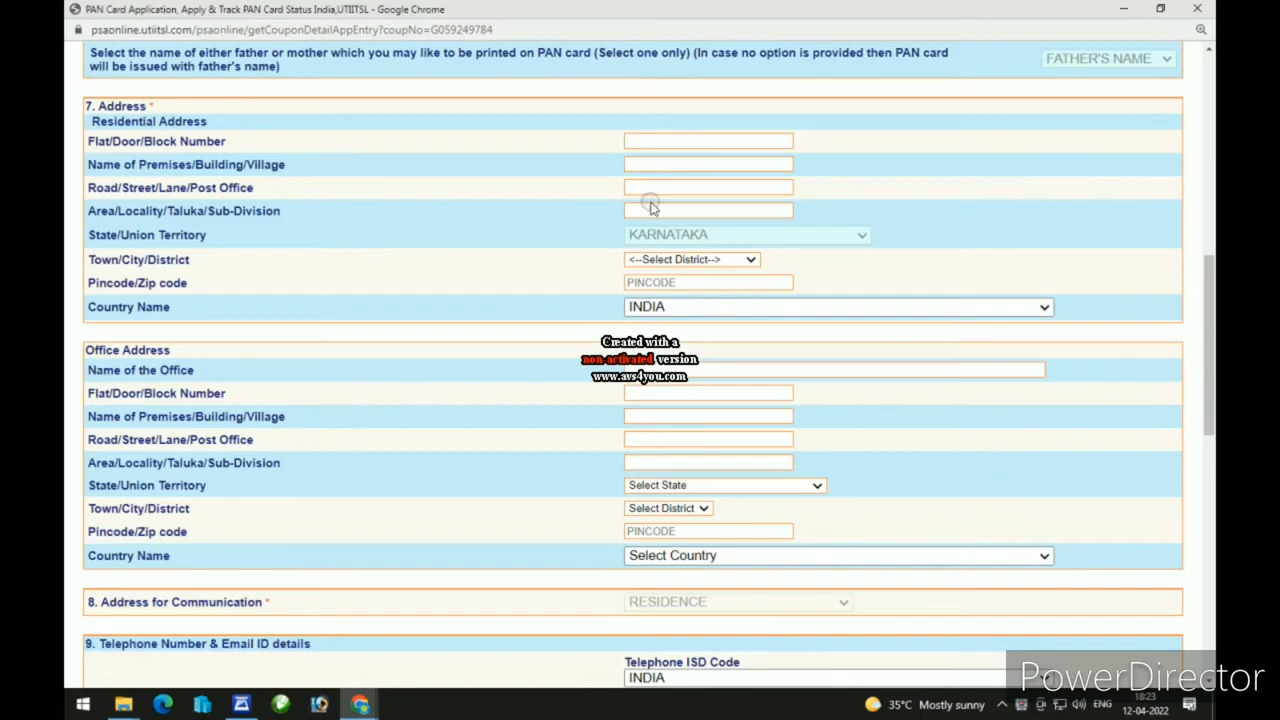 PAN Card Application, Apply & Track PAN Card Status India,UTIITSL - Google Chrome
psaonline.utiitsl.com/psaonline/getCouponDetailAppEntry?coupNo=G059249784
Select the name of either father or mother which you may like to be printed on PAN card (Select one only) (In case no option is provided then PAN card
will be issued with father's name)
FATHER'S NAME
7. Address *
Residential Address
Flat/Door/Block Number
Name of Premises/Building/Village
Road/Street/Lane/Post Office
Area/Locality/Taluka/Sub-Division
State/Union Territory KARNATAKA
Town/City/District <--Select District-->
Pincode/Zip code PINCODE
Country Name INDIA
Created with a
non-activated version
www.avs4you.com
Office Address
Name of the Office
Flat/Door/Block Number
Name of Premises/Building/Village
Road/Street/Lane/Post Office
Area/Locality/Taluka/Sub-Division
State/Union Territory Select State
Town/City/District Select District
Pincode/Zip code PINCODE
Country Name Select Country
8. Address for Communication * RESIDENCE
9. Telephone Number & Email ID details
Telephone ISD Code
INDIA
PowerDirector
35°C Mostly sunny ENG 18:23
12-04-2022